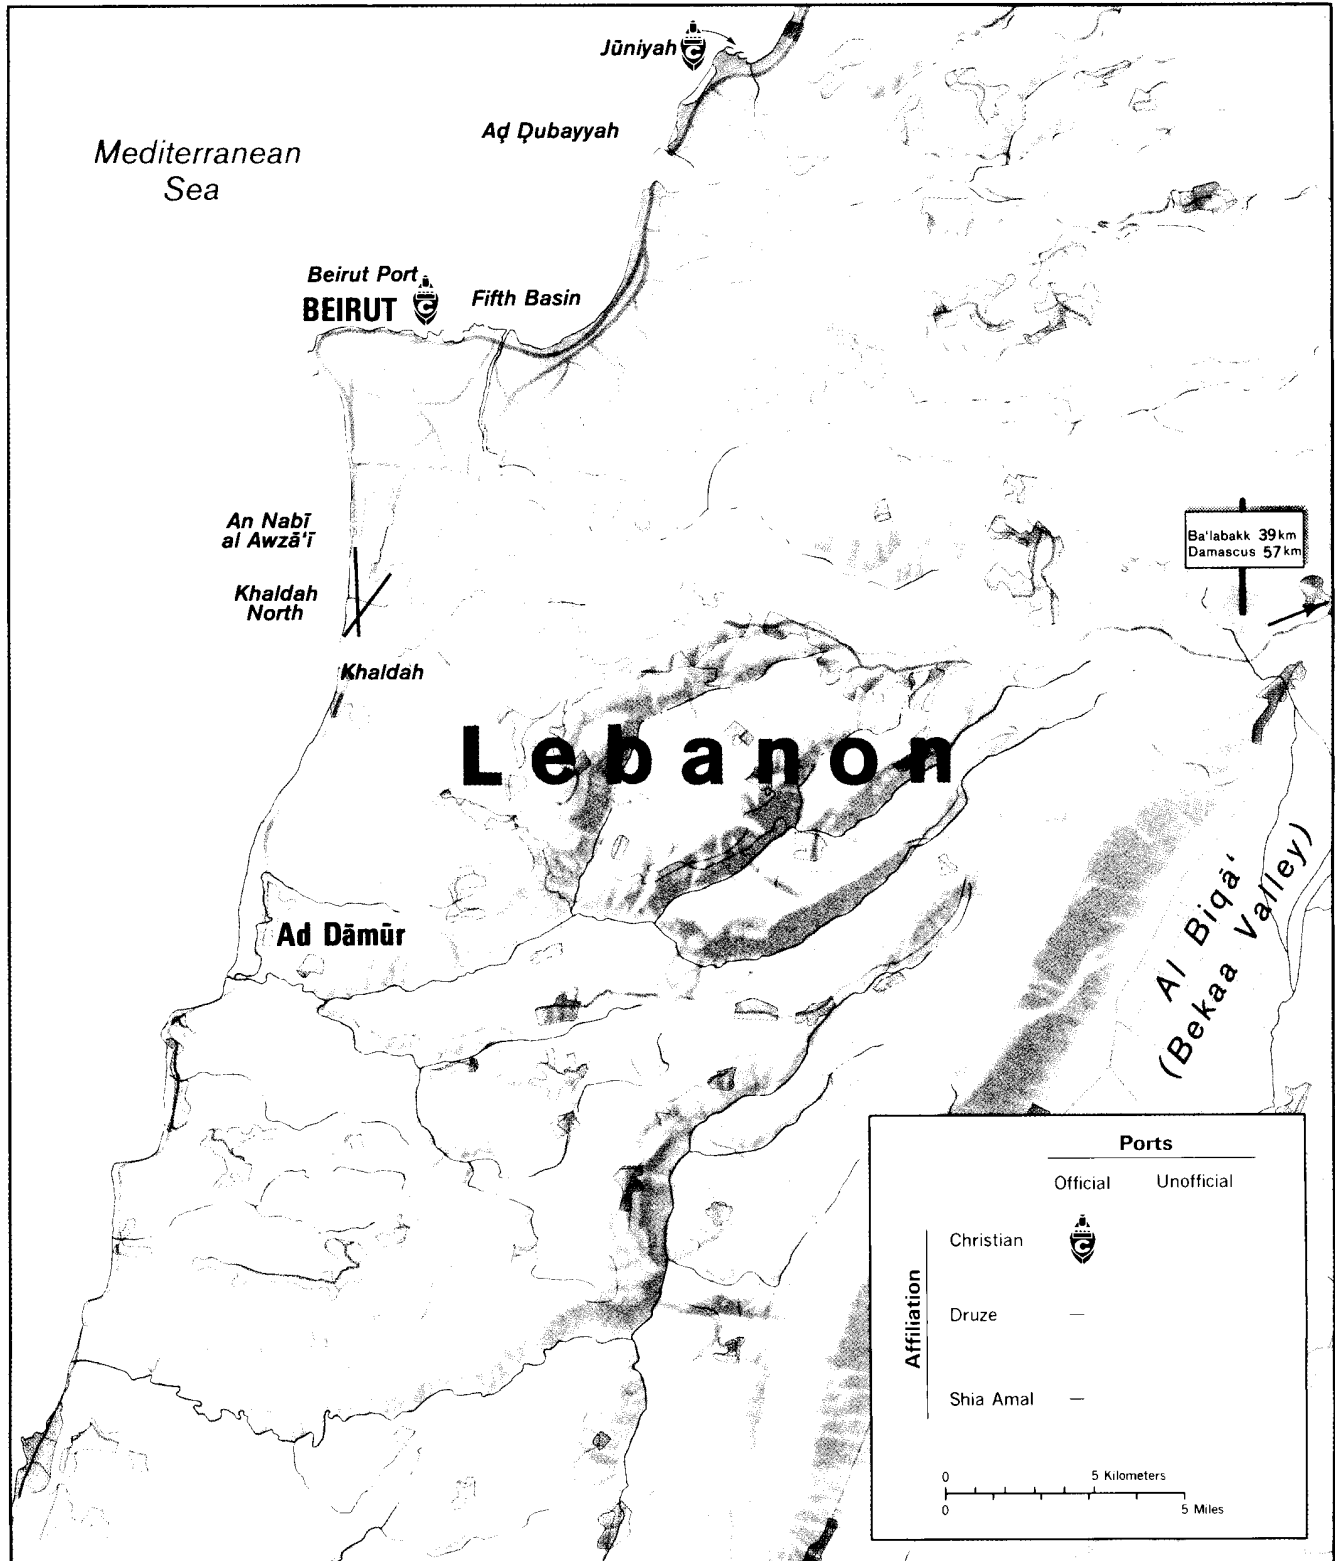 Jūniyah
C
Aḑ Ḑubayyah
Mediterranean
Sea
Beirut Port
BEIRUT
C
Fifth Basin
An Nabī
al Awzā'ī
Ba'labakk 39 km
Damascus 57 km
Khaldah
North
Khaldah
Lebanon
Al Biqā'
(Bekaa Valley)
Ad Dāmūr
Ports
Official Unofficial
Affiliation
Christian
C
Druze —
Shia Amal —
0 5 Kilometers
0 5 Miles